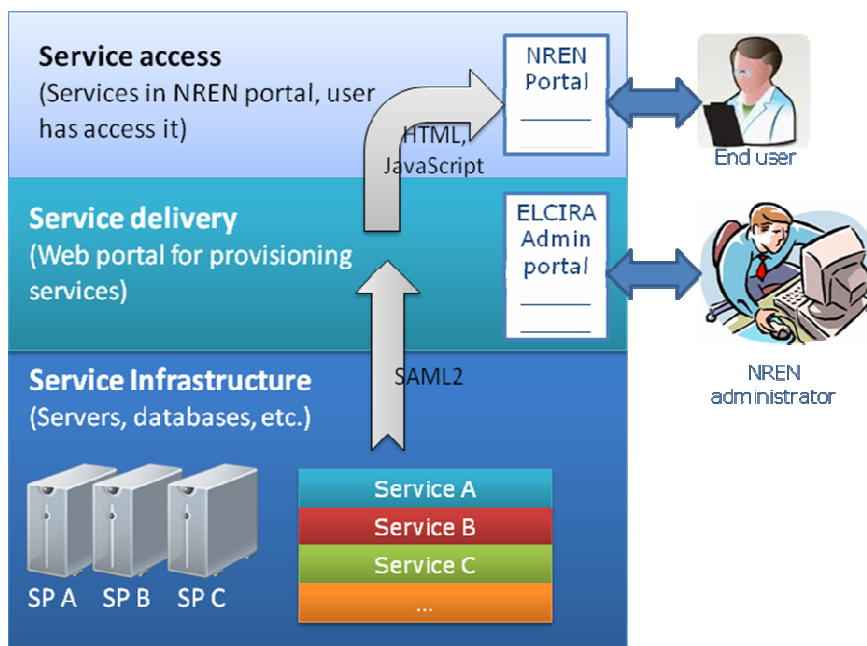 Service access
(Services in NREN portal, user
has access it)
NREN
Portal
HTML,
JavaScript
End user
Service delivery
(Web portal for provisioning
services)
ELCIRA
Admin
portal
Service Infrastructure
(Servers, databases, etc.)
SAML2
NREN
administrator
Service A
Service B
Service C
...
SP A
SP B
SP C